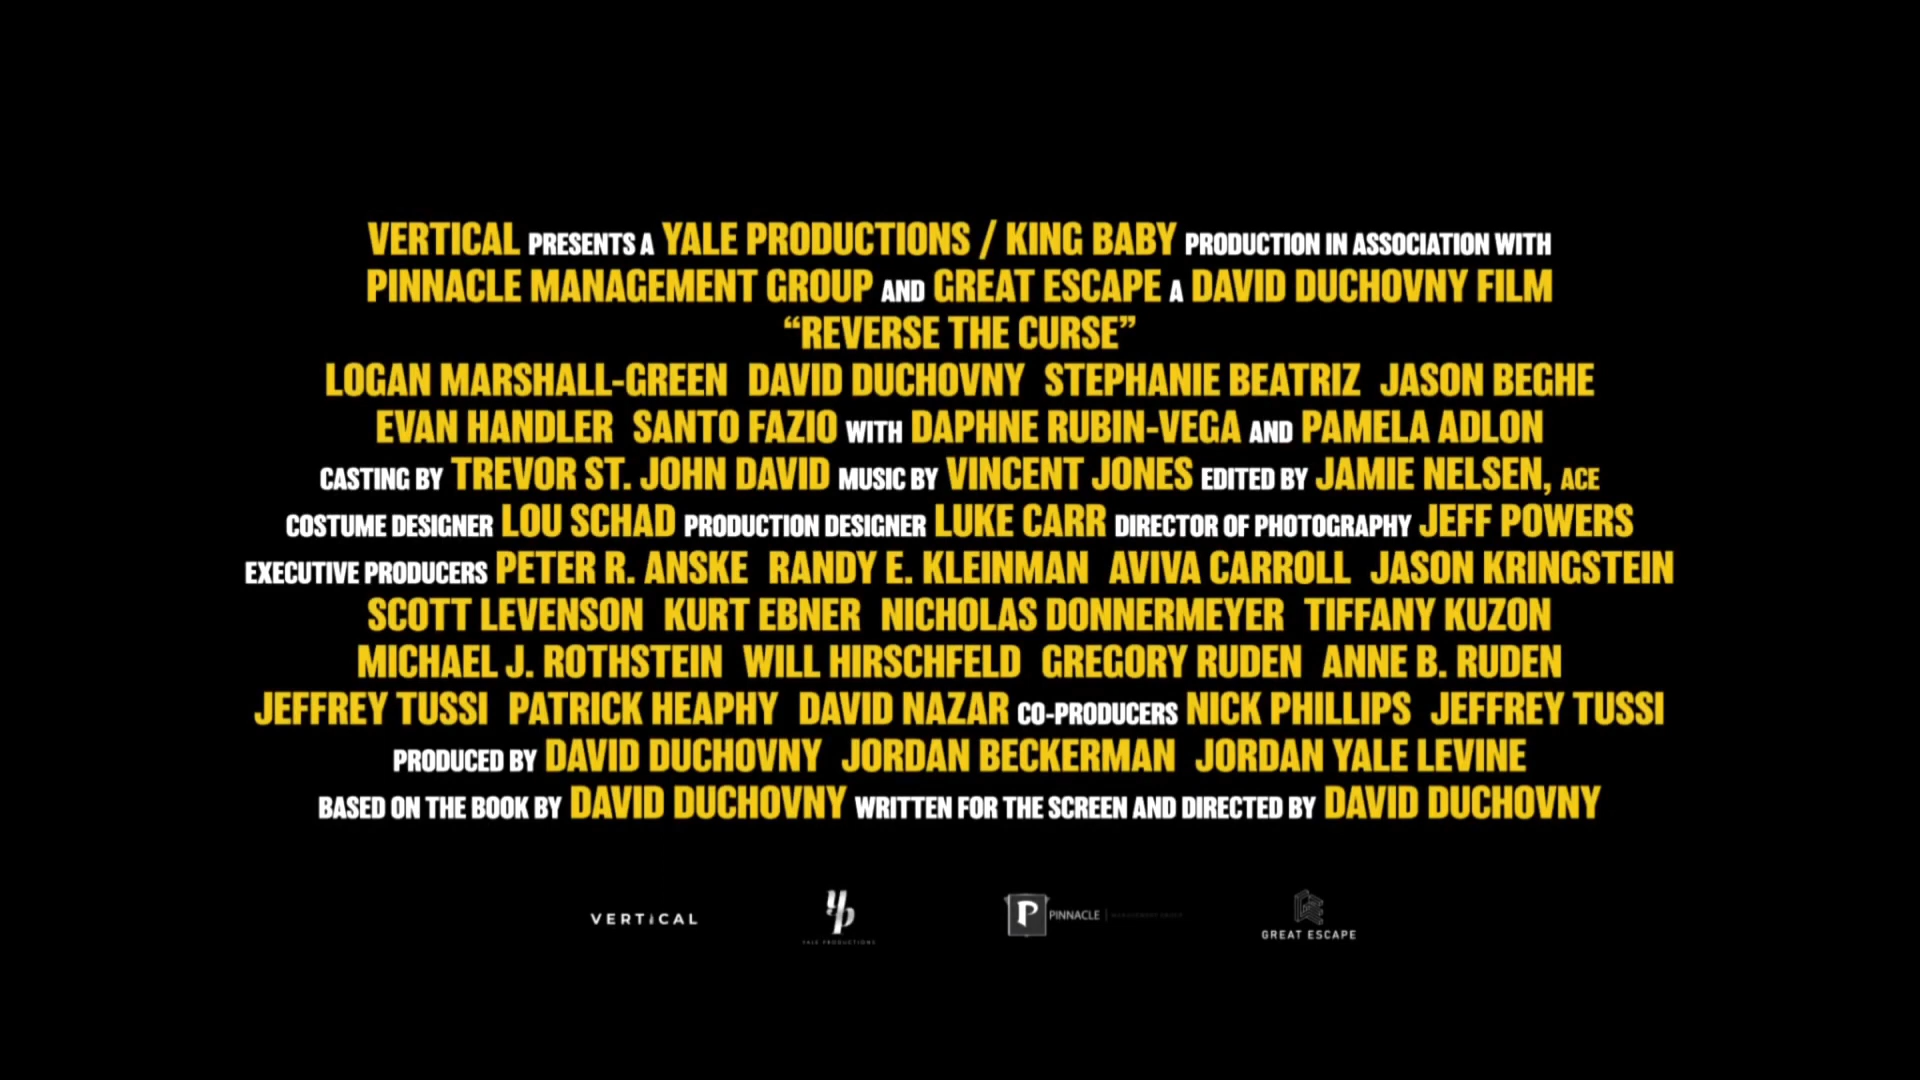 VERTICAL PRESENTS A YALE PRODUCTIONS / KING BABY PRODUCTION IN ASSOCIATION WITH
PINNACLE MANAGEMENT GROUP AND GREAT ESCAPE A DAVID DUCHOVNY FILM
“REVERSE THE CURSE”
LOGAN MARSHALL-GREEN DAVID DUCHOVNY STEPHANIE BEATRIZ JASON BEGHE
EVAN HANDLER SANTO FAZIO WITH DAPHNE RUBIN-VEGA AND PAMELA ADLON
CASTING BY TREVOR ST. JOHN DAVID MUSIC BY VINCENT JONES EDITED BY JAMIE NELSEN, ACE
COSTUME DESIGNER LOU SCHAD PRODUCTION DESIGNER LUKE CARR DIRECTOR OF PHOTOGRAPHY JEFF POWERS
EXECUTIVE PRODUCERS PETER R. ANSKE RANDY E. KLEINMAN AVIVA CARROLL JASON KRINGSTEIN
SCOTT LEVENSON KURT EBNER NICHOLAS DONNERMEYER TIFFANY KUZON
MICHAEL J. ROTHSTEIN WILL HIRSCHFELD GREGORY RUDEN ANNE B. RUDEN
JEFFREY TUSSI PATRICK HEAPHY DAVID NAZAR CO-PRODUCERS NICK PHILLIPS JEFFREY TUSSI
PRODUCED BY DAVID DUCHOVNY JORDAN BECKERMAN JORDAN YALE LEVINE
BASED ON THE BOOK BY DAVID DUCHOVNY WRITTEN FOR THE SCREEN AND DIRECTED BY DAVID DUCHOVNY
VERTICAL
yp
YALE PRODUCTIONS
P PINNACLE
GREAT ESCAPE